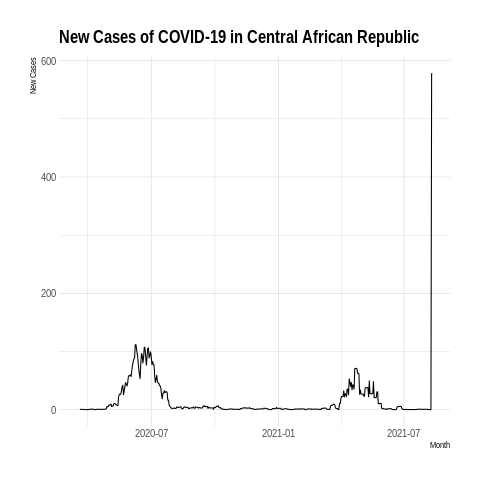 New Cases of COVID-19 in Central African Republic
New Cases
600
400
200
0
2020-07
2021-01
2021-07
Month